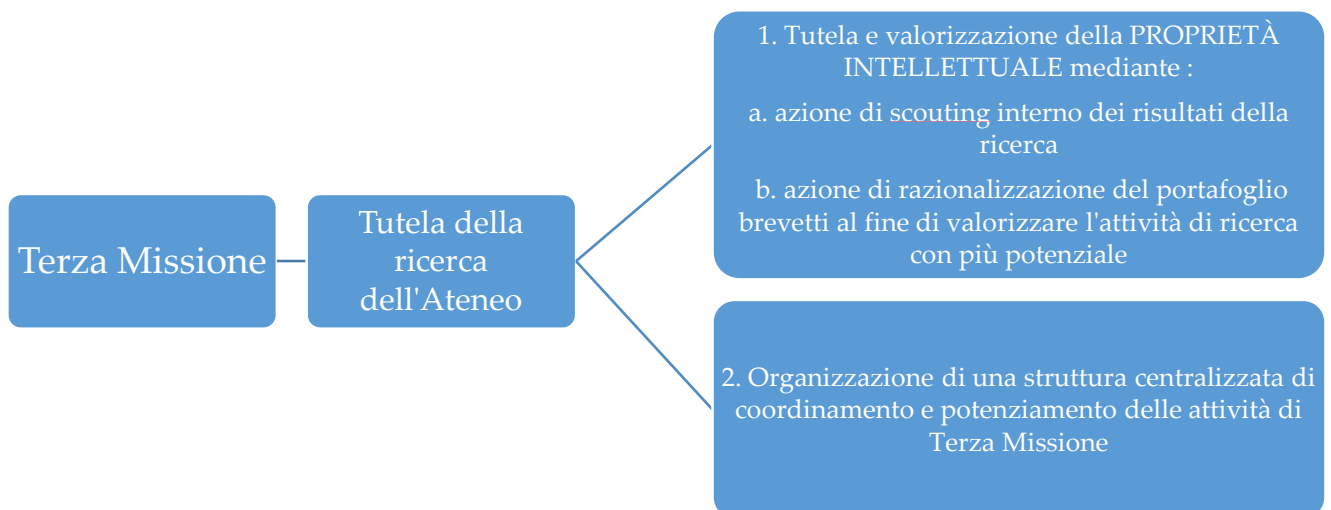 Terza Missione
Tutela della
ricerca
dell'Ateneo
1. Tutela e valorizzazione della PROPRIETÀ
INTELLETTUALE mediante :
a. azione di scouting interno dei risultati della
ricerca
b. azione di razionalizzazione del portafoglio
brevetti al fine di valorizzare l'attività di ricerca
con più potenziale
2. Organizzazione di una struttura centralizzata di
coordinamento e potenziamento delle attività di
Terza Missione